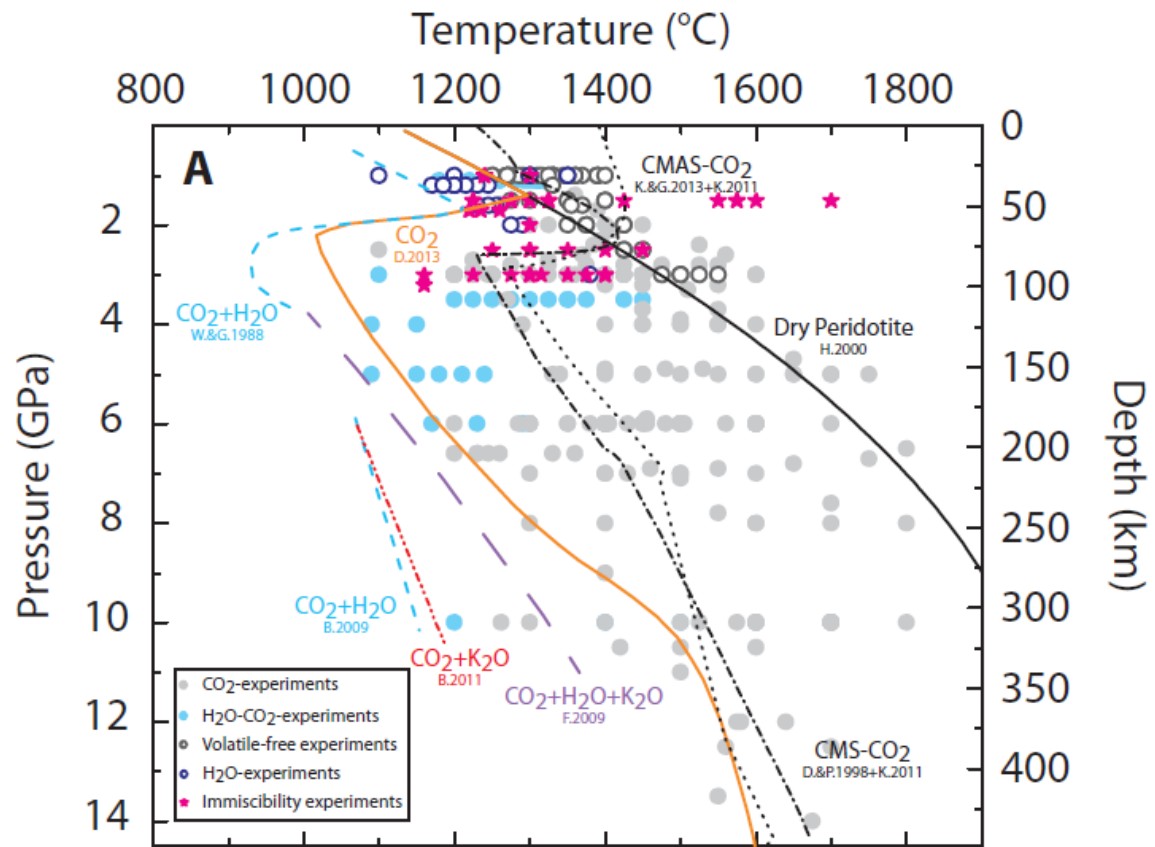 Temperature (°C)
800 1000 1200 1400 1600 1800
A
CMAS-CO2
K.&G.2013+K.2011
CO2
D.2013
CO2+H2O
W.&G.1988
Dry Peridotite
H.2000
CO2+H2O
B.2009
CO2+K2O
B.2011
CO2+H2O+K2O
F.2009
CMS-CO2
D.&P.1998+K.2011
CO2-experiments
H2O-CO2-experiments
Volatile-free experiments
H2O-experiments
Immiscibility experiments
Pressure (GPa)
2
4
6
8
10
12
14
Depth (km)
0
50
100
150
200
250
300
350
400